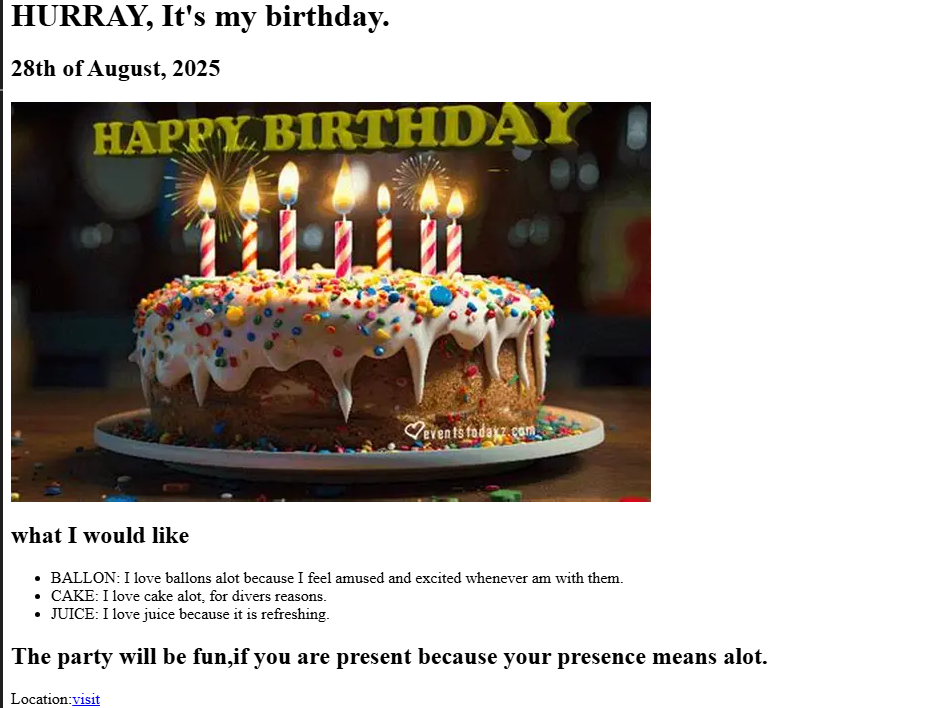 HURRAY, It's my birthday.
28th of August, 2025
HAPPY BIRTHDAY
eventstodayz.com
what I would like
BALLON: I love ballons alot because I feel amused and excited whenever am with them.
CAKE: I love cake alot, for divers reasons.
JUICE: I love juice because it is refreshing.
The party will be fun,if you are present because your presence means alot.
Location:visit